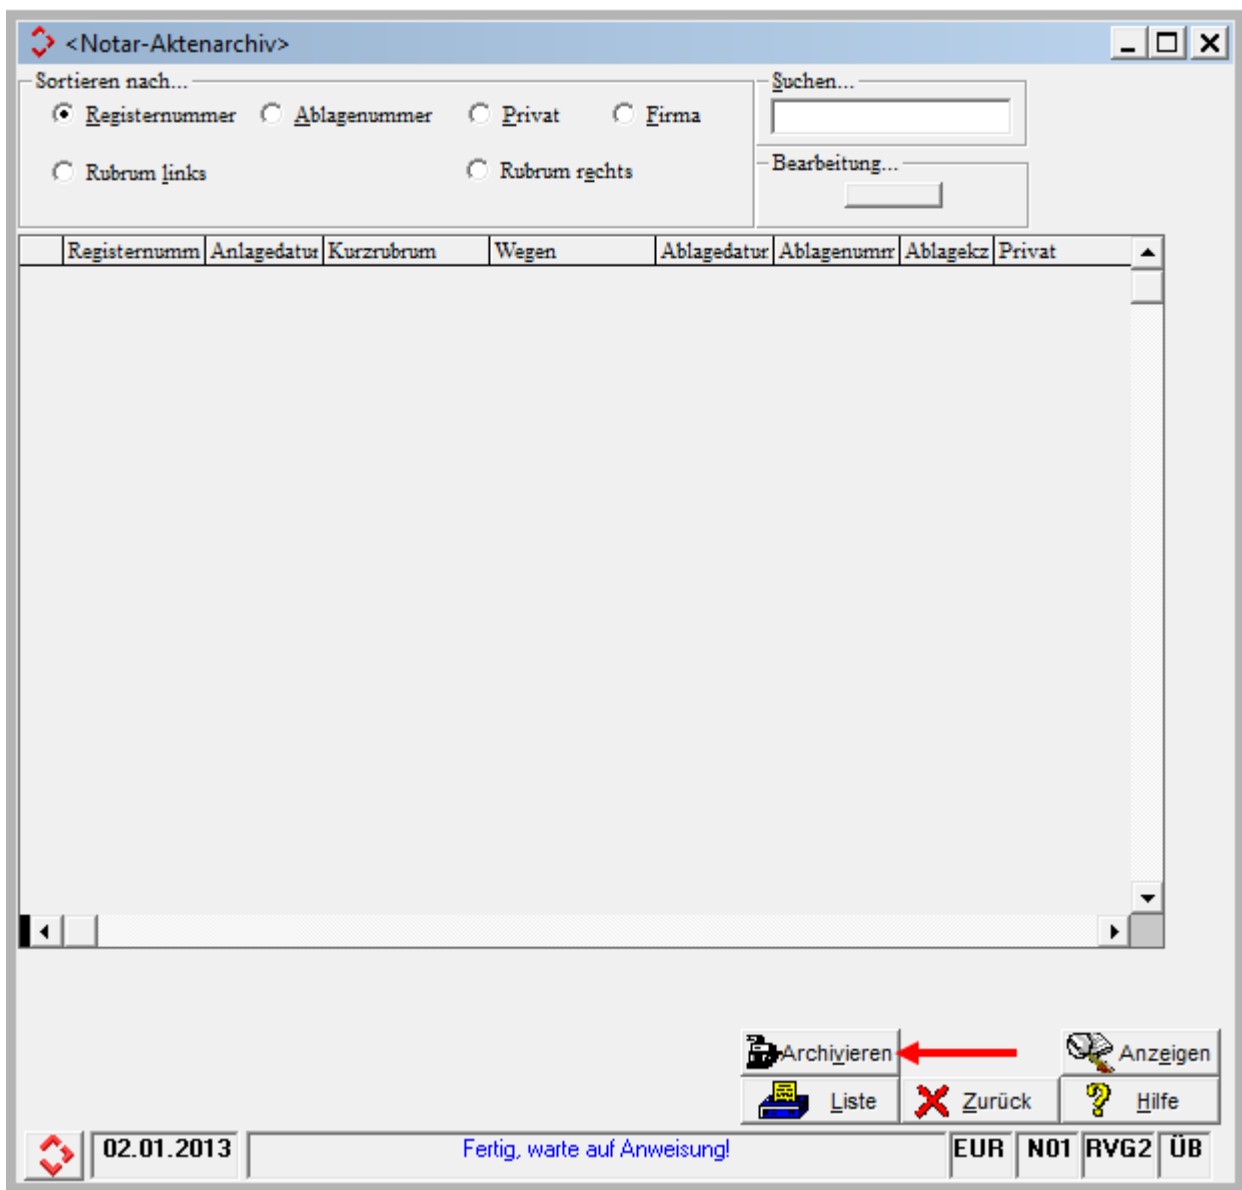 <Notar-Aktenarchiv>
Sortieren nach...
Suchen...
Registernummer Ablagenummer Privat Firma
Rubrum links Rubrum rechts
Bearbeitung...
Registernumm Anlagedatur Kurzrubrum Wegen Ablagedatur Ablagenumr Ablagekz Privat
Archivieren Anzeigen
Liste Zurück Hilfe
02.01.2013 Fertig, warte auf Anweisung! EUR N01 RVG2 ÜB